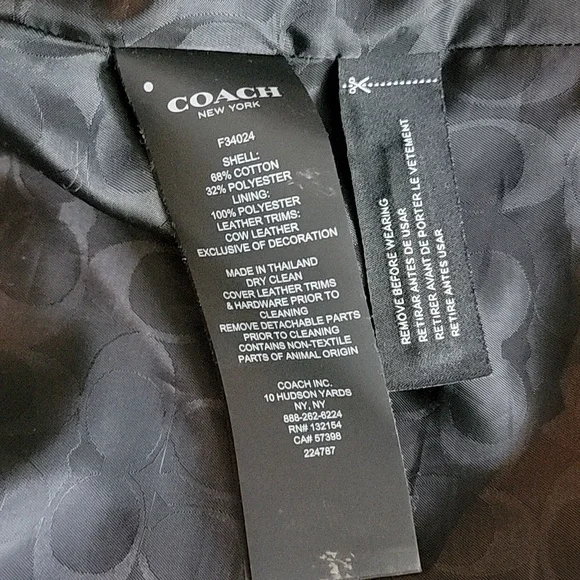 COACH
NEW YORK
F34024
SHELL:
68% COTTON
32% POLYESTER
LINING:
100% POLYESTER
LEATHER TRIMS:
COW LEATHER
EXCLUSIVE OF DECORATION
MADE IN THAILAND
DRY CLEAN
COVER LEATHER TRIMS
& HARDWARE PRIOR TO
CLEANING
REMOVE DETACHABLE PARTS
PRIOR TO CLEANING
CONTAINS NON-TEXTILE
PARTS OF ANIMAL ORIGIN
COACH INC.
10 HUDSON YARDS
NY, NY
888-262-6224
RN# 132154
CA# 57398
224787
REMOVE BEFORE WEARING
RETIRAR ANTES DE USAR
RETIRER AVANT DE PORTER LE VETEMENT
RETIRE ANTES USAR